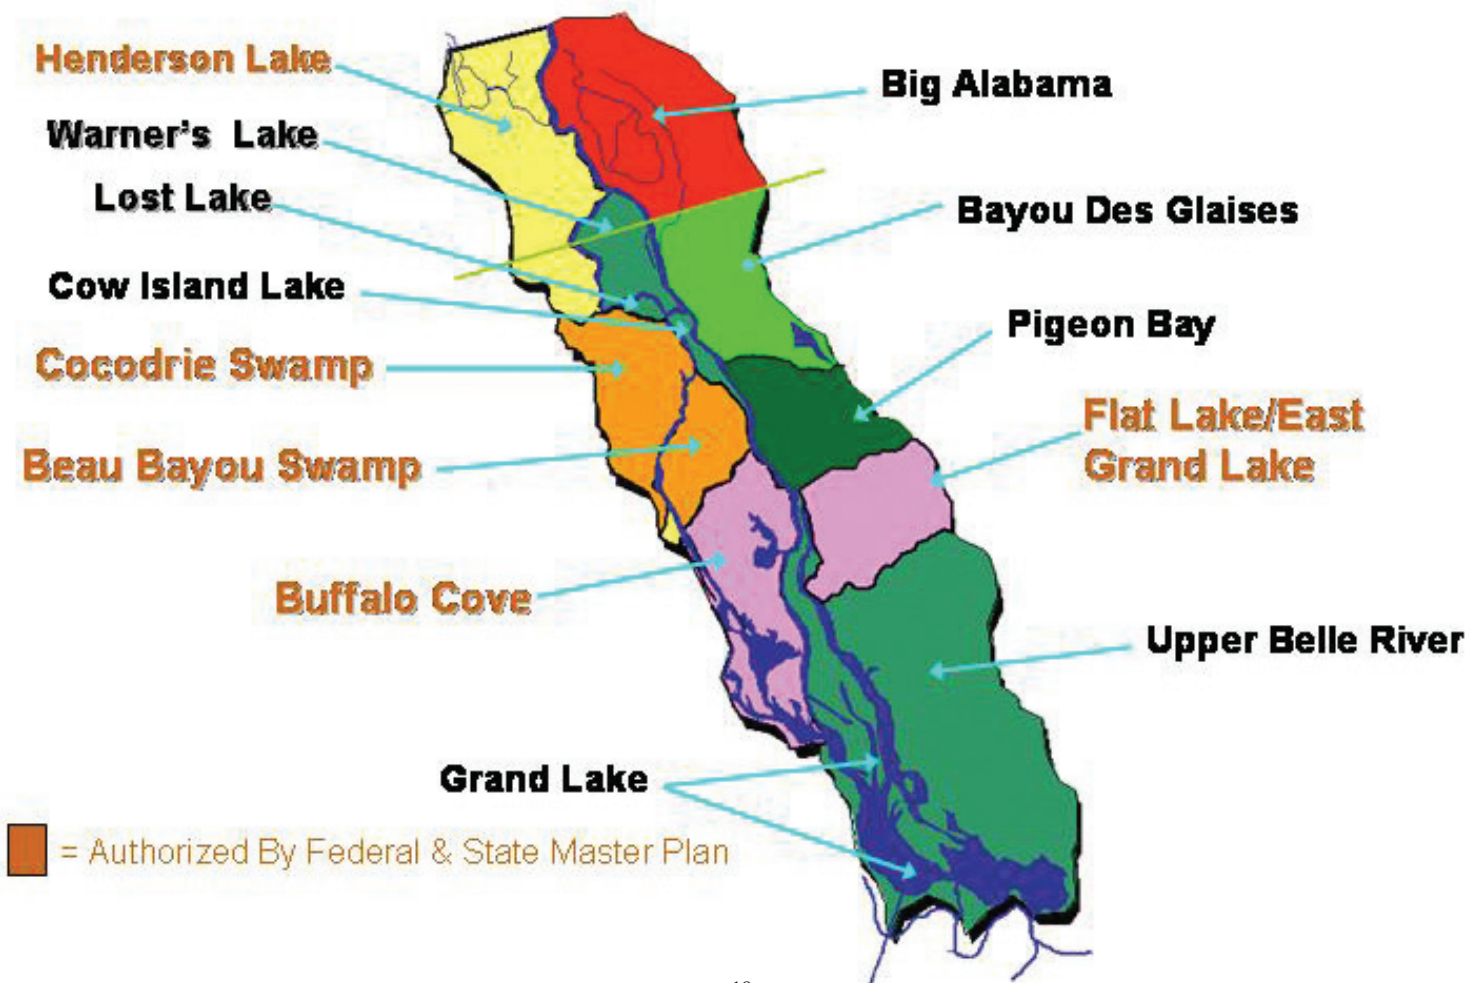 Henderson Lake
Big Alabama
Warner's Lake
Lost Lake
Bayou Des Glaises
Cow Island Lake
Pigeon Bay
Cocodrie Swamp
Flat Lake/East
Grand Lake
Beau Bayou Swamp
Buffalo Cove
Upper Belle River
Grand Lake
= Authorized By Federal & State Master Plan